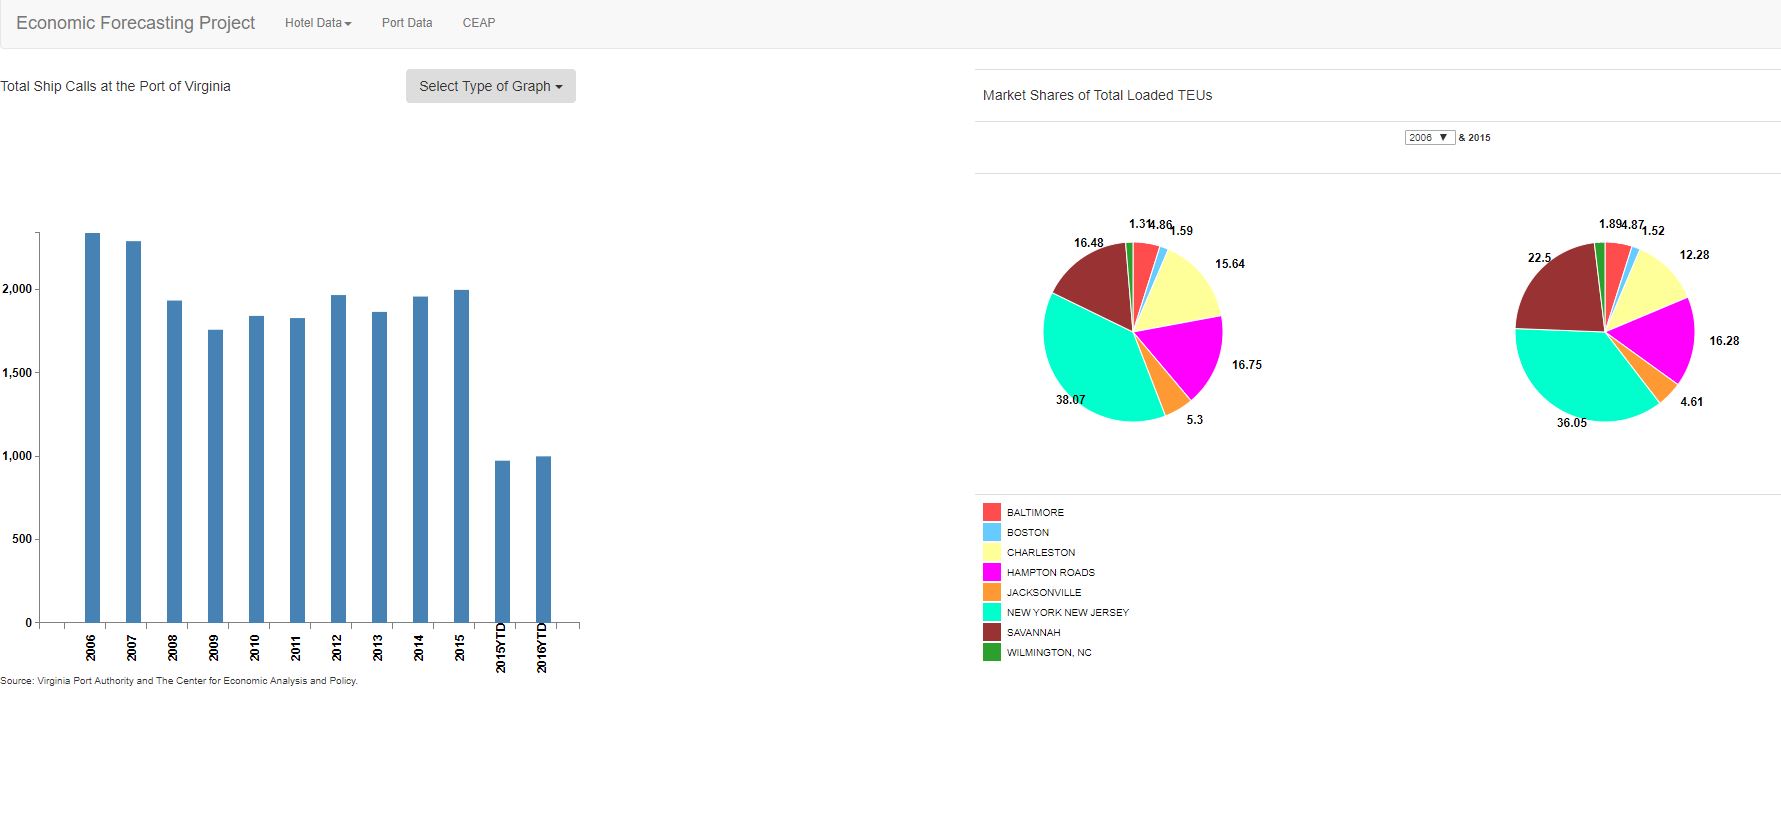 Economic Forecasting Project Hotel Data Port Data CEAP
Total Ship Calls at the Port of Virginia
Select Type of Graph
2,000
1,500
1,000
500
0
2006
2007
2008
2009
2010
2011
2012
2013
2014
2015
2015YTD
2016YTD
Source: Virginia Port Authority and The Center for Economic Analysis and Policy.
Market Shares of Total Loaded TEUs
2006 ▼ & 2015
1.31
4.86
1.59
15.64
16.75
5.3
38.07
16.48
1.89
4.87
1.52
12.28
16.28
4.61
36.05
22.5
BALTIMORE
BOSTON
CHARLESTON
HAMPTON ROADS
JACKSONVILLE
NEW YORK NEW JERSEY
SAVANNAH
WILMINGTON, NC